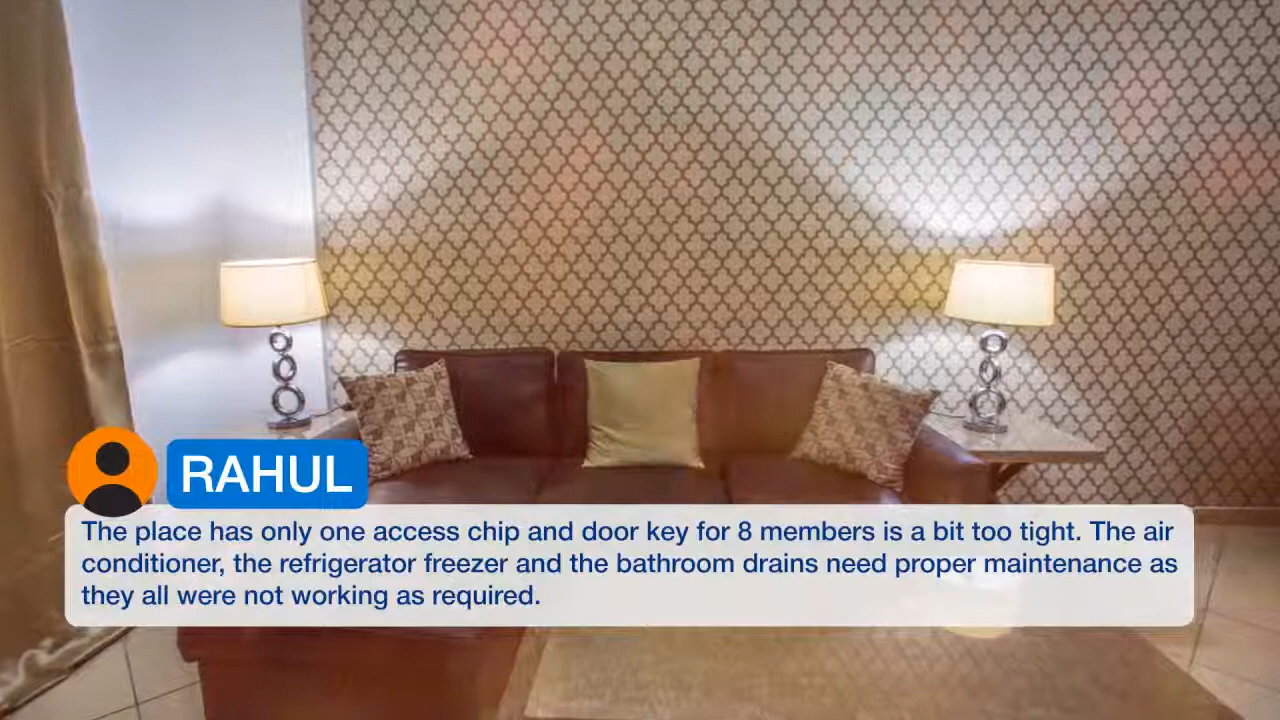 RAHUL
The place has only one access chip and door key for 8 members is a bit too tight. The air
conditioner, the refrigerator freezer and the bathroom drains need proper maintenance as
they all were not working as required.